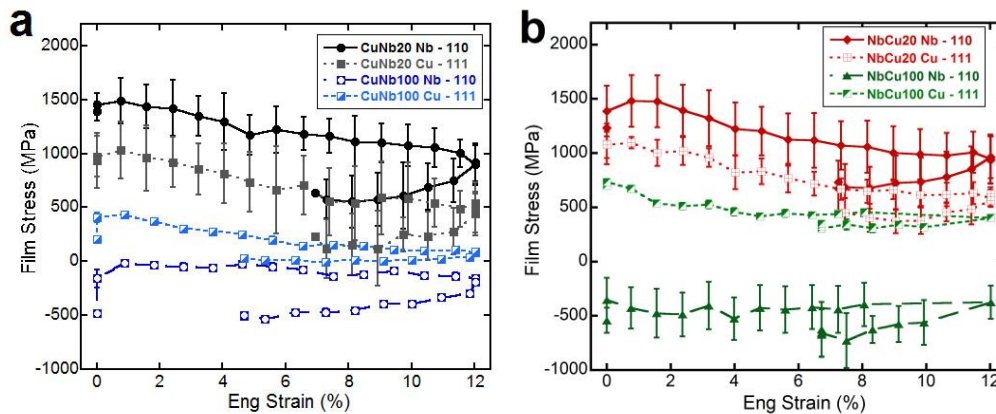 a
2000
1500
1000
500
0
-500
-1000
Film Stress (MPa)
0 2 4 6 8 10 12
Eng Strain (%)
CuNb20 Nb - 110
CuNb20 Cu - 111
CuNb100 Nb - 110
CuNb100 Cu - 111
b
2000
1500
1000
500
0
-500
-1000
Film Stress (MPa)
0 2 4 6 8 10 12
Eng Strain (%)
NbCu20 Nb - 110
NbCu20 Cu - 111
NbCu100 Nb - 110
NbCu100 Cu - 111